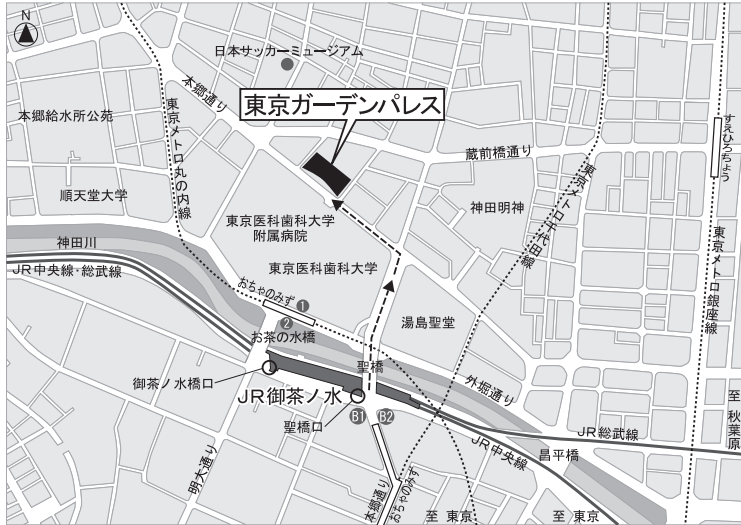 N
日本サッカーミュージアム
本郷通り
東京ガーデンパレス
本郷給水所公苑
東京メトロ丸の内線
蔵前橋通り
すえひろちょう
順天堂大学
神田明神
東京メトロ千代田線
東京医科歯科大学
附属病院
神田川
東京メトロ銀座線
JR中央線・総武線
東京医科歯科大学
おちゃのみず
1
2
湯島聖堂
お茶の水橋
聖橋
外堀通り
御茶ノ水橋口
JR御茶ノ水
聖橋口
B1
B2
至 秋葉原
JR総武線
JR中央線
昌平橋
明大通り
本郷通り
おちゃのみず
至 東京
至 東京